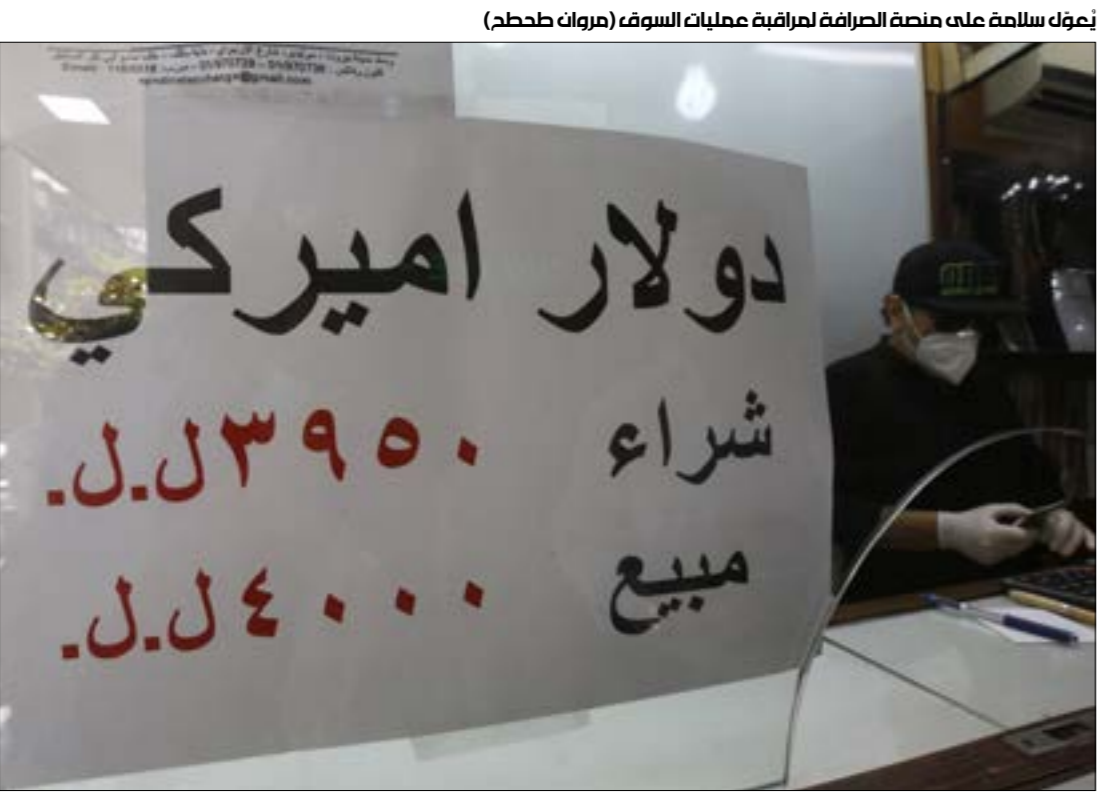 يُعوّل سلامة على منصة الصرافة لمراقبة عمليات السوق (مروان طحطح)
دولار اميركي
شراء ٣٩٥٠ ل.ل.
مبيع ٤٠٠٠ ل.ل.